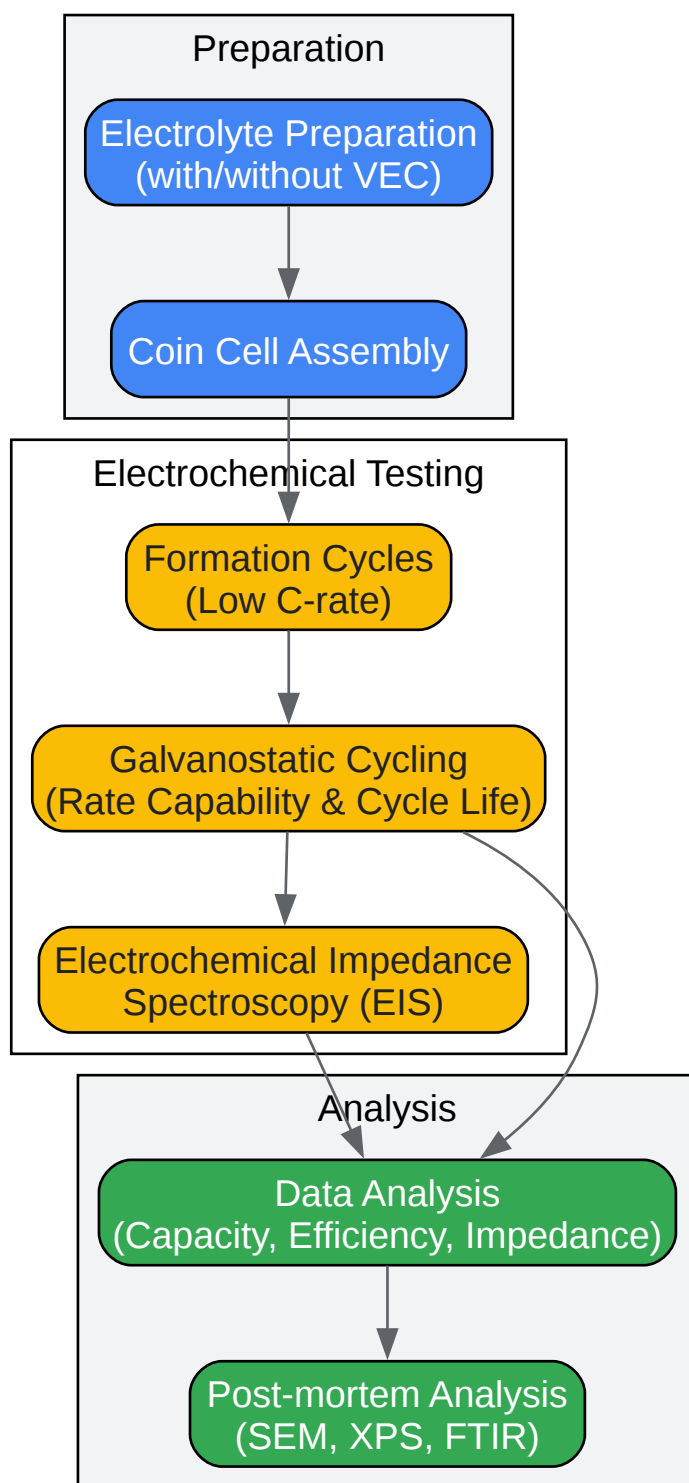 Preparation
Electrolyte Preparation
(with/without VEC)
Coin Cell Assembly
Electrochemical Testing
Formation Cycles
(Low C-rate)
Galvanostatic Cycling
(Rate Capability & Cycle Life)
Electrochemical Impedance
Spectroscopy (EIS)
Analysis
Data Analysis
(Capacity, Efficiency, Impedance)
Post-mortem Analysis
(SEM, XPS, FTIR)